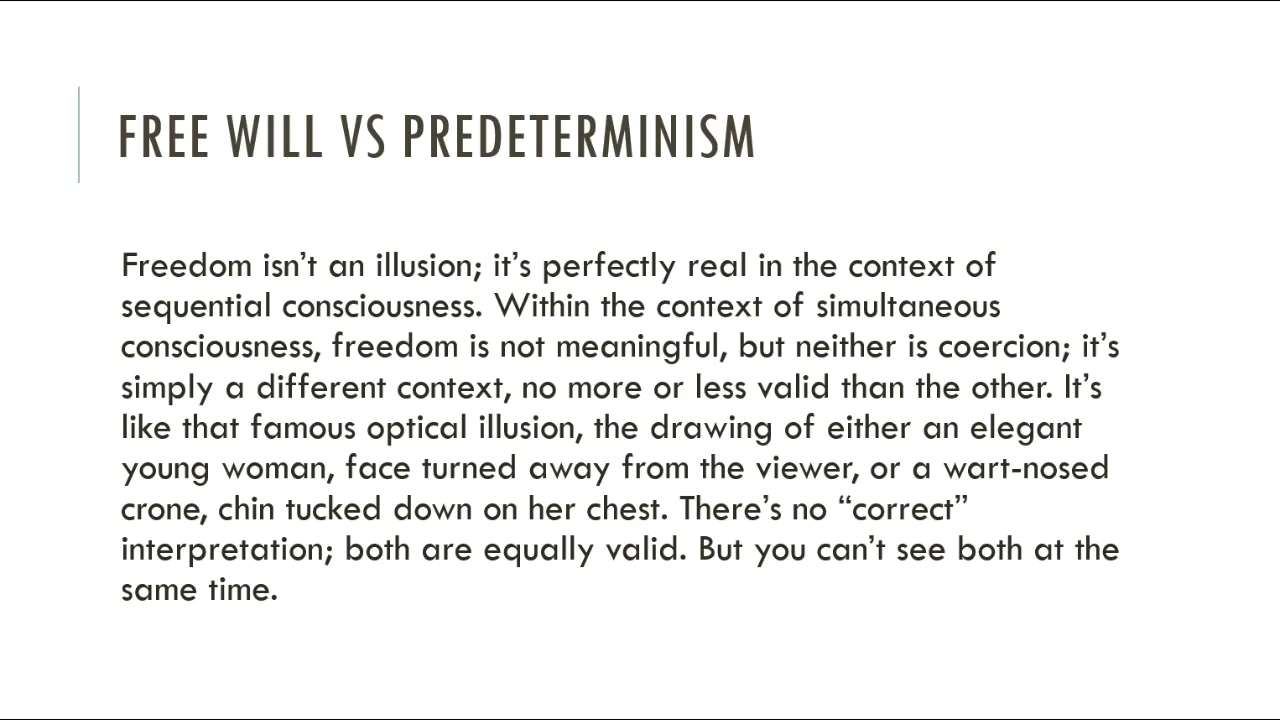 FREE WILL VS PREDETERMINISM
Freedom isn’t an illusion; it’s perfectly real in the context of
sequential consciousness. Within the context of simultaneous
consciousness, freedom is not meaningful, but neither is coercion; it’s
simply a different context, no more or less valid than the other. It’s
like that famous optical illusion, the drawing of either an elegant
young woman, face turned away from the viewer, or a wart-nosed
crone, chin tucked down on her chest. There’s no “correct”
interpretation; both are equally valid. But you can’t see both at the
same time.